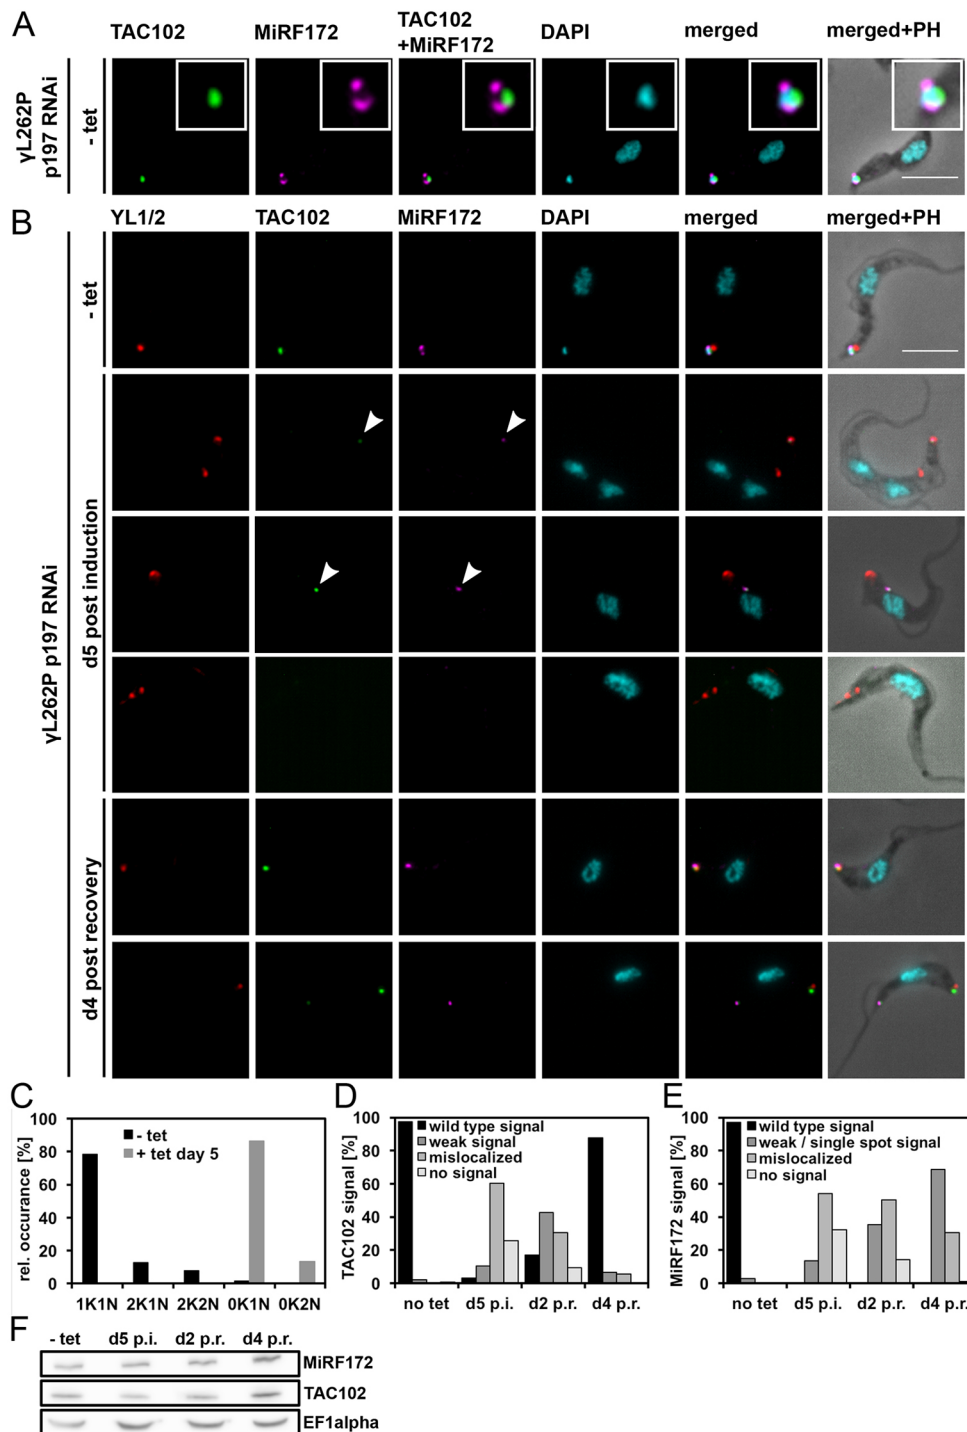 A
TAC102 MiRF172 TAC102 +MiRF172 DAPI merged merged+PH
γL262P p197 RNAi
- tet
B
YL1/2 TAC102 MiRF172 DAPI merged merged+PH
γL262P p197 RNAi
- tet
d5 post induction
d4 post recovery
C
rel. occurance [%]
100
80
60
40
20
0
- tet
+ tet day 5
1K1N 2K1N 2K2N 0K1N 0K2N
D
TAC102 signal [%]
100
80
60
40
20
0
wild type signal
weak signal
mislocalized
no signal
no tet d5 p.i. d2 p.r. d4 p.r.
E
MiRF172 signal [%]
100
80
60
40
20
0
wild type signal
weak / single spot signal
mislocalized
no signal
no tet d5 p.i. d2 p.r. d4 p.r.
F
- tet d5 p.i. d2 p.r. d4 p.r.
MiRF172
TAC102
EF1alpha